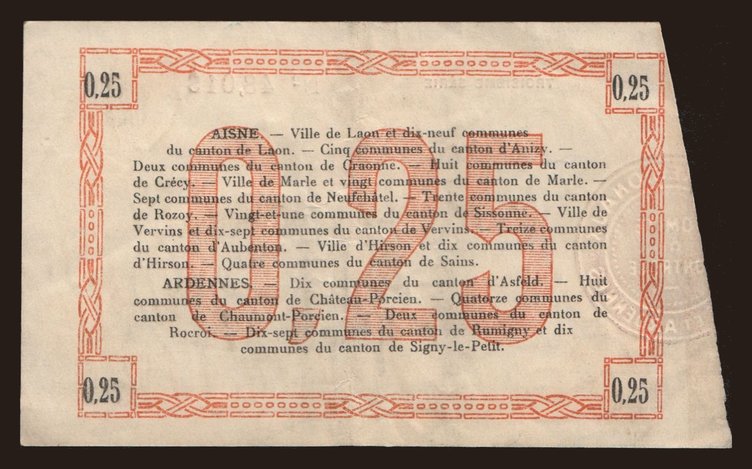 0,25
0,25
AISNE. — Ville de Laon et dix-neuf communes
du canton de Laon. — Cinq communes du canton d'Anizy. —
Deux communes du canton de Craonne. — Huit communes du canton
de Crécy. — Ville de Marle et vingt communes du canton de Marle. —
Sept communes du canton de Neufchâtel. — Trente communes du canton
de Rozoy. — Vingt-et-une communes du canton de Sissonne. — Ville de
Vervins et dix-sept communes du canton de Vervins. — Treize communes
du canton d'Aubenton. — Ville d'Hirson et dix communes du canton
d'Hirson. — Quatre communes du canton de Sains.
0,25
ARDENNES. — Dix communes du canton d'Asfeld. — Huit
communes du canton de Château-Porcien. — Quatorze communes du
canton de Chaumont-Porcien. — Deux communes du canton de
Rocroi. — Dix-sept communes du canton de Rumigny et dix
communes du canton de Signy-le-Petit.
0,25
0,25